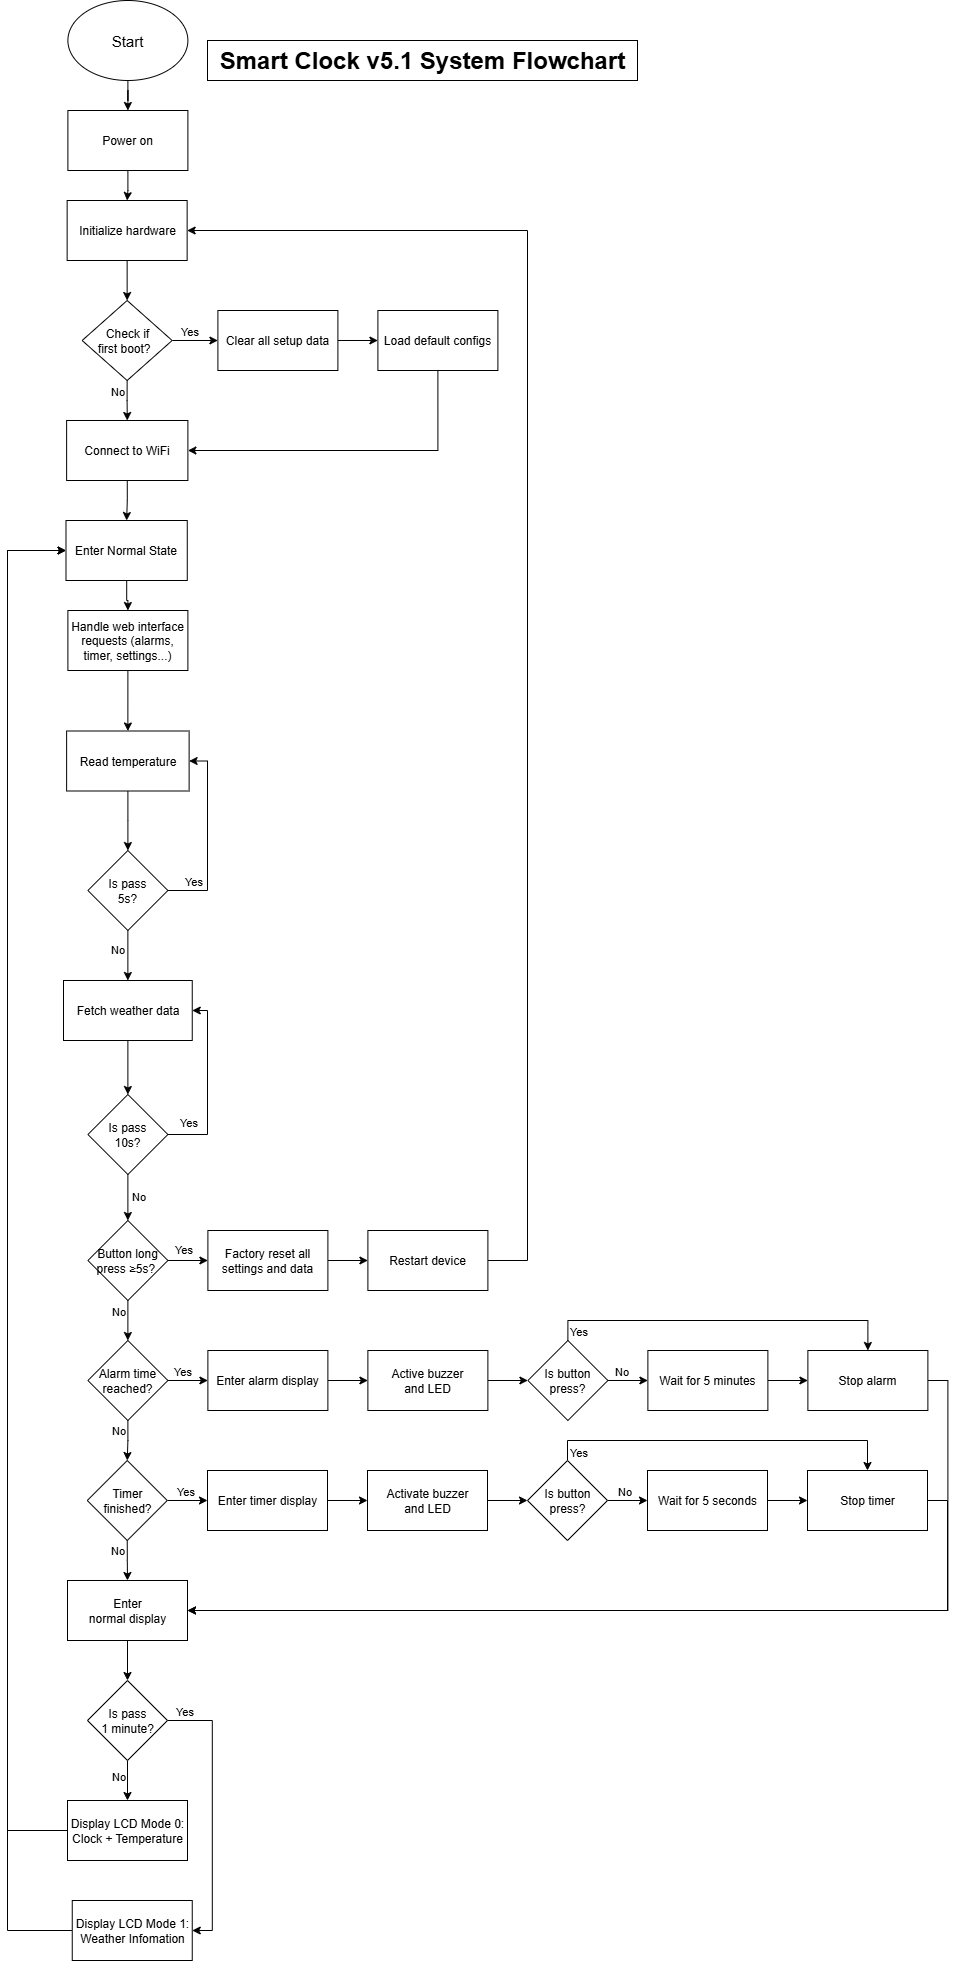 Start
Smart Clock v5.1 System Flowchart
Power on
Initialize hardware
Check if
first boot?
Yes
Clear all setup data
Load default configs
No
Connect to WiFi
Enter Normal State
Handle web interface
requests (alarms,
timer, settings...)
Read temperature
Is pass
5s?
Yes
No
Fetch weather data
Is pass
10s?
Yes
No
Button long
press ≥5s?
Yes
Factory reset all
settings and data
Restart device
No
Alarm time
reached?
Yes
Enter alarm display
Active buzzer
and LED
Is button
press?
Yes
No
Wait for 5 minutes
Stop alarm
No
Timer
finished?
Yes
Enter timer display
Activate buzzer
and LED
Is button
press?
Yes
No
Wait for 5 seconds
Stop timer
No
Enter
normal display
Is pass
1 minute?
Yes
No
Display LCD Mode 0:
Clock + Temperature
Display LCD Mode 1:
Weather Infomation